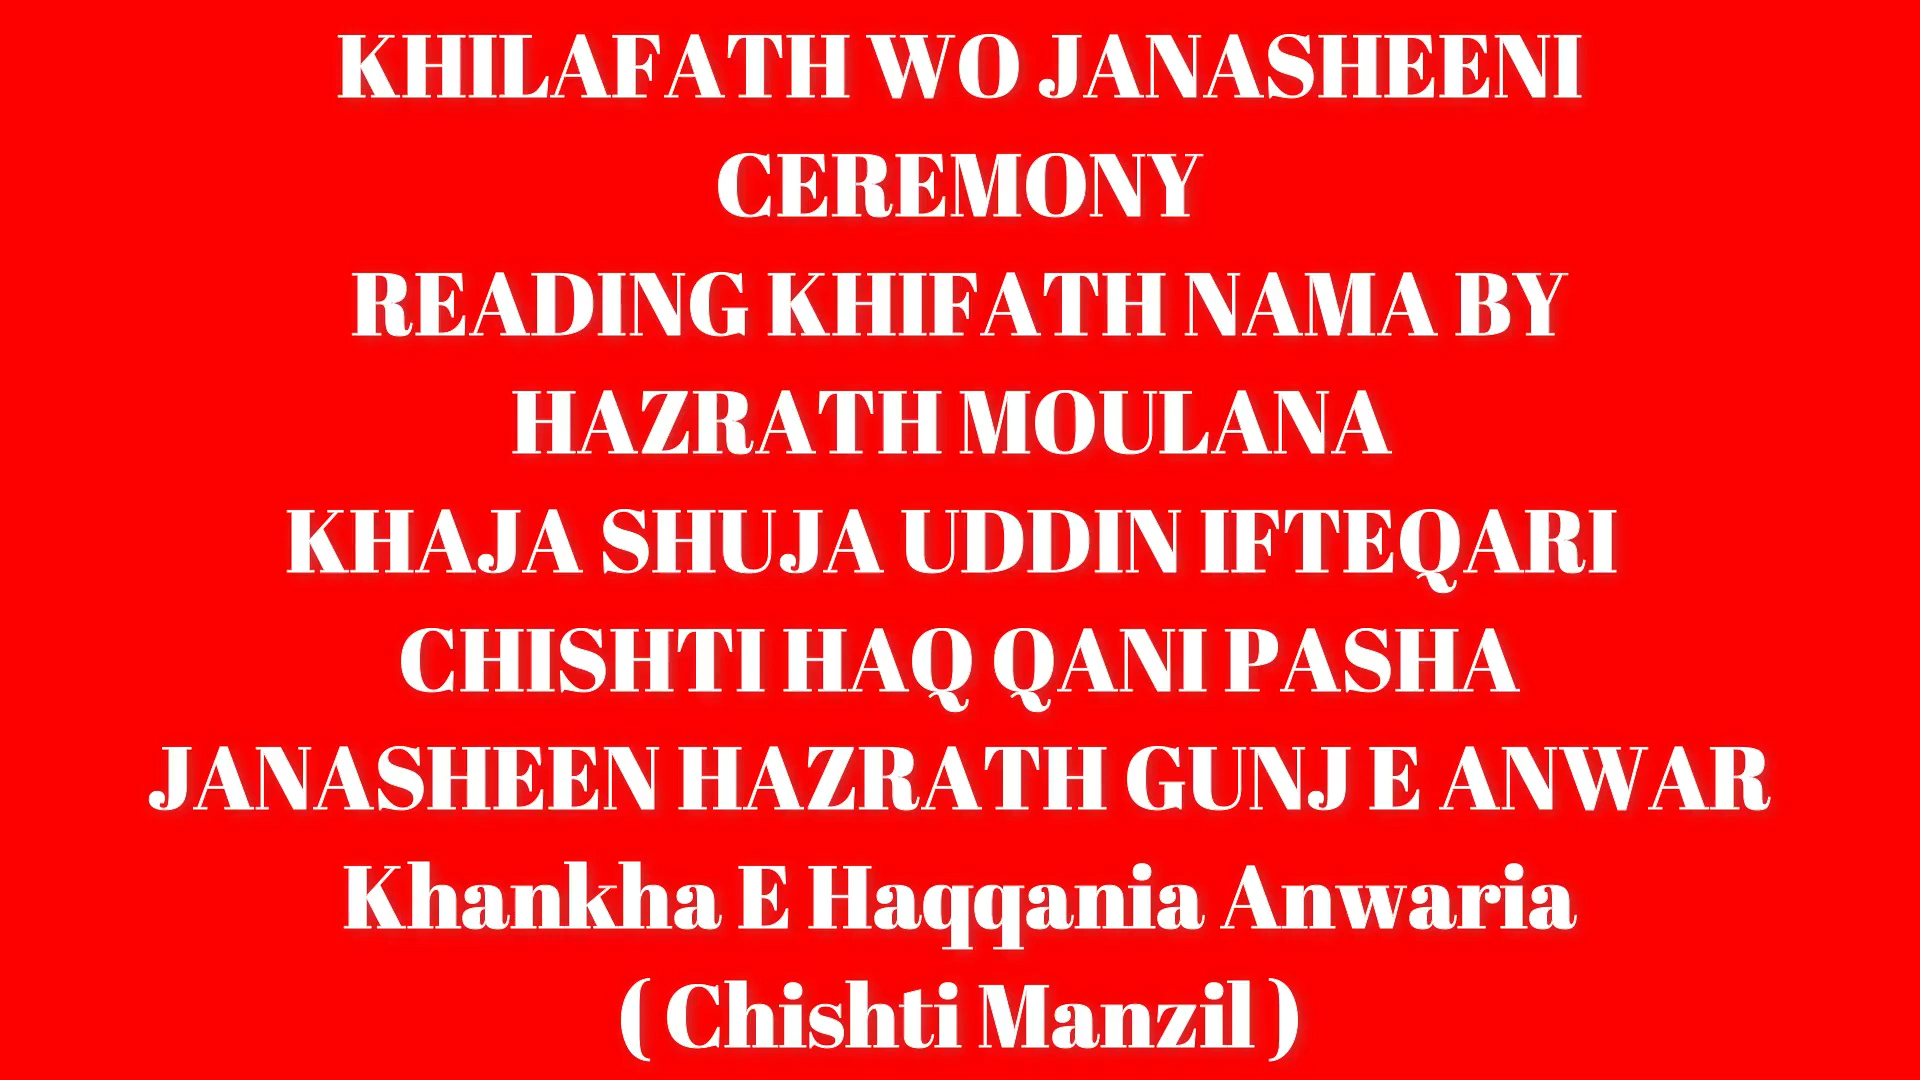 KHILAFATH WO JANASHEENI
CEREMONY
READING KHIFATH NAMA BY
HAZRATH MOULANA
KHAJA SHUJA UDDIN IFTEQARI
CHISHTI HAQ QANI PASHA
JANASHEEN HAZRATH GUNJ E ANWAR
Khankha E Haqqania Anwaria
( Chishti Manzil )